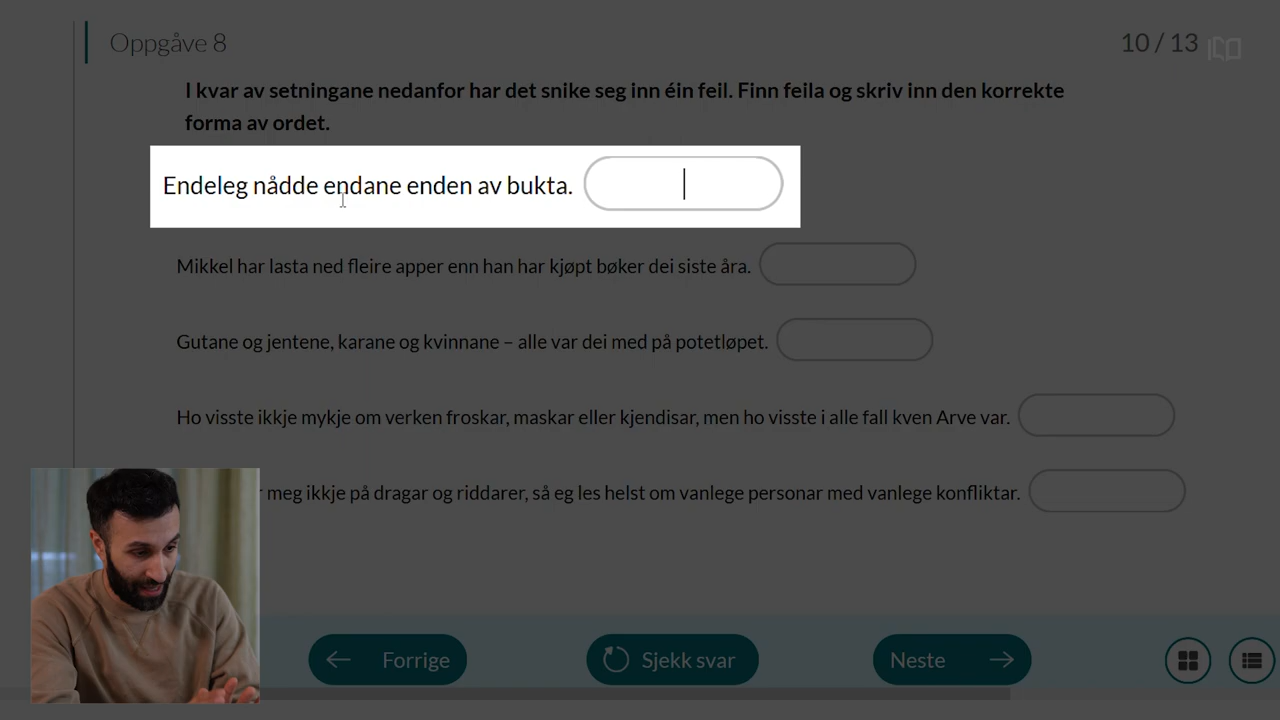 Oppgåve 8
10 / 13
I kvar av setningane nedanfor har det snike seg inn éin feil. Finn feila og skriv inn den korrekte
forma av ordet.
Endeleg nådde endane enden av bukta.
Mikkel har lasta ned fleire apper enn han har kjøpt bøker dei siste åra.
Gutane og jentene, karane og kvinnane – alle var dei med på potetløpet.
Ho visste ikkje mykje om verken froskar, maskar eller kjendisar, men ho visste i alle fall kven Arve var.
meg ikkje på dragar og riddarer, så eg les helst om vanlege personar med vanlege konfliktar.
Forrige
Sjekk svar
Neste